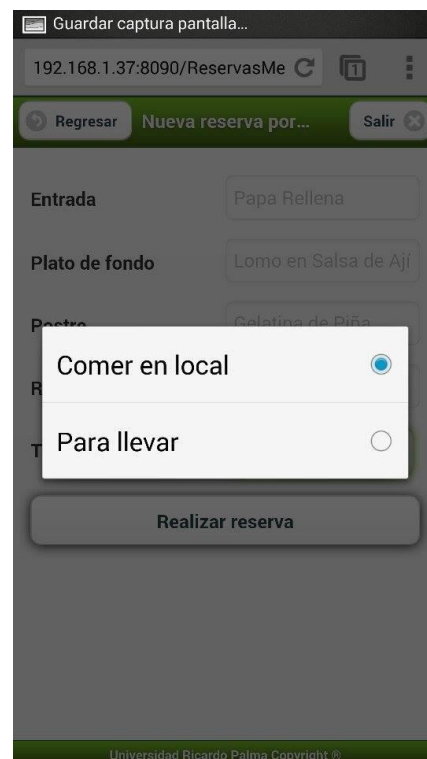 Guardar captura pantalla...
192.168.1.37:8090/ReservasMe
1
Regresar
Nueva reserva por...
Salir
Entrada
Papa Rellena
Plato de fondo
Lomo en Salsa de Ají
Postre
Gelatina de Piña
R
Comer en local
T
Para llevar
Realizar reserva
Universidad Ricardo Palma Copyright ®